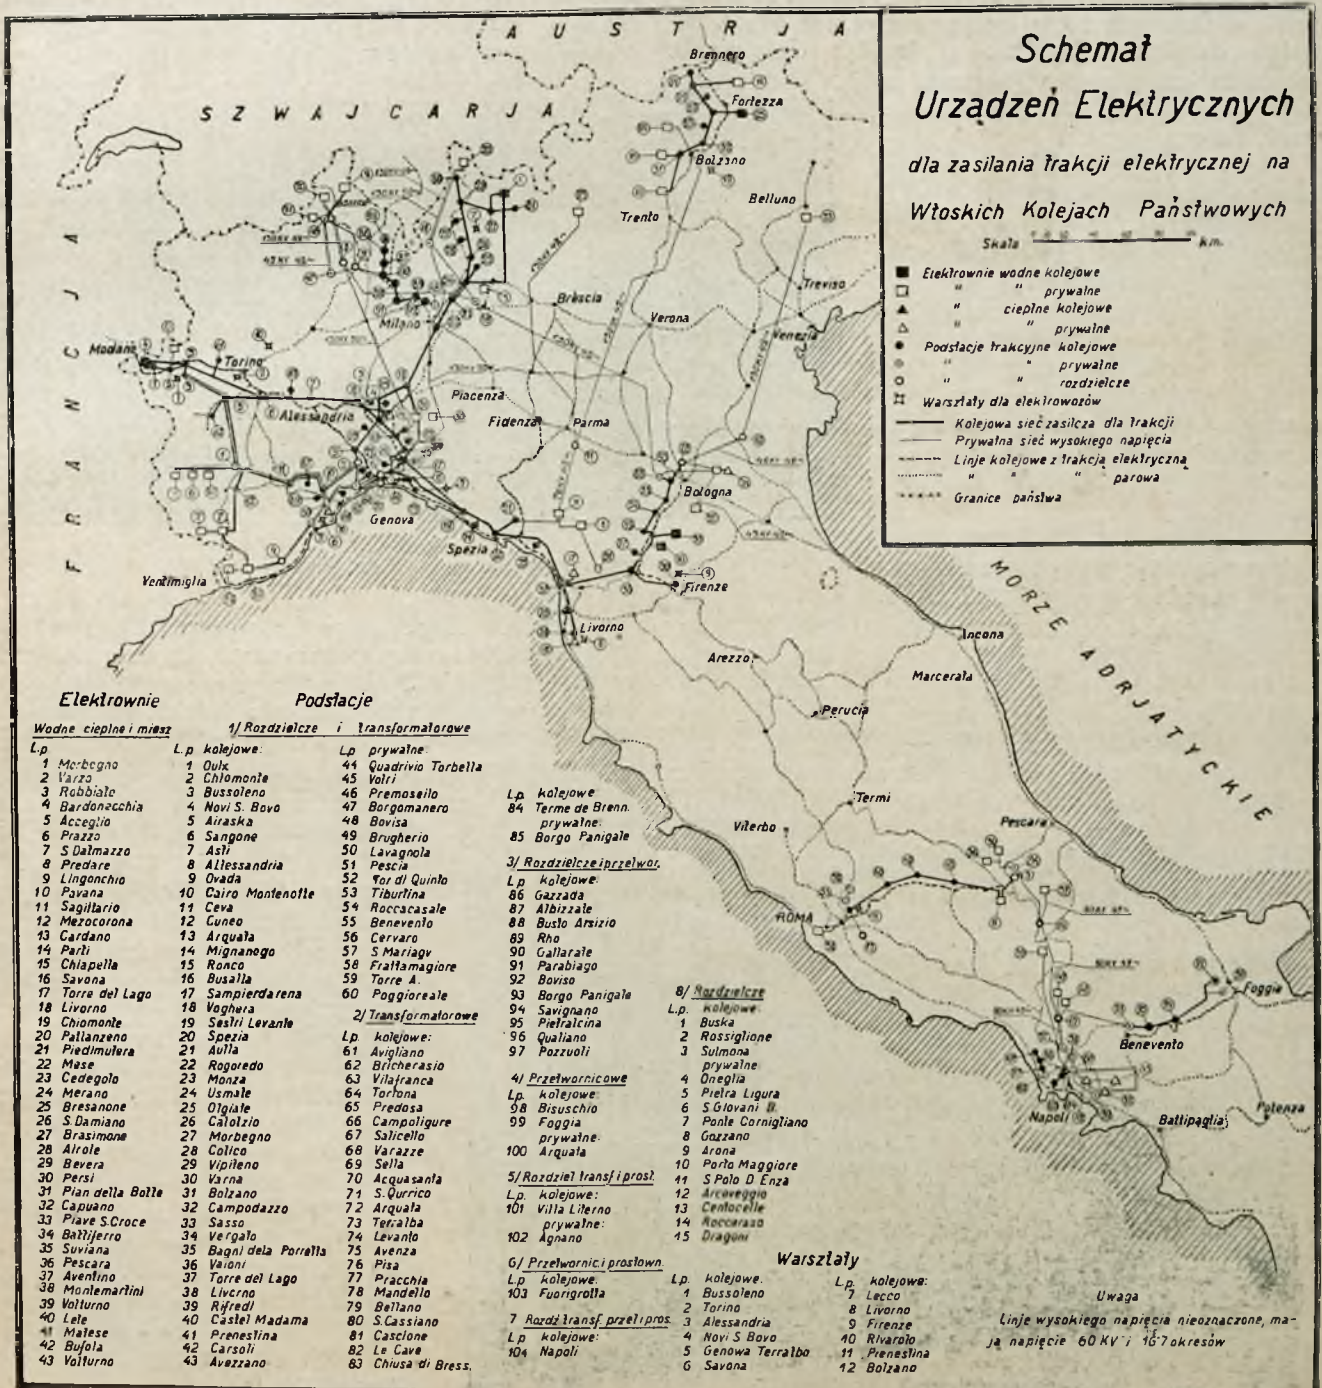 Schemat
Urządzeń Elektrycznych
dla zasilania trakcji elektrycznej na
Włoskich Kolejach Państwowych
Skala km.
Elektrownie wodne kolejowe
" " prywatne
" cieplne kolejowe
" " prywatne
Podstacje trakcyjne kolejowe
" " prywatne
" " rozdzielcze
Warsztaty dla elektrowozów
Kolejowa sieć zasilcza dla trakcji
Prywatna sieć wysokiego napięcia
Linje kolejowe z trakcją elektryczną
" " " parową
Granice państwa
AUSTRJA
SZWAJCARJA
FRANCJA
MORZE ADRJATYCKIE
Brennero
Fortezza
Bolzano
Trento
Belluno
Treviso
Venezia
Brescia
Verona
Milano
Modane
Torino
Alessandria
Piacenza
Fidenza
Parma
Bologna
Genova
Spezia
Ventimiglia
Firenze
Livorno
Arezzo
Ancona
Marcerata
Perucia
Termi
Viterbo
Pescara
ROMA
Foggia
Benevento
Napoli
Battipaglia
Potenza
Elektrownie
Wodne cieplne i miesz
L.p
1 Morbegno
2 Varzo
3 Robbiate
4 Bardonacchia
5 Acceglio
6 Prazzo
7 S Dalmazzo
8 Predare
9 Lingonchio
10 Pavana
11 Sagittario
12 Mezocorona
13 Cardano
14 Parti
15 Chiapella
16 Savona
17 Torre del Lago
18 Livorno
19 Chiomonte
20 Pallanzeno
21 Piedimulera
22 Mase
23 Cedegolo
24 Merano
25 Bresanone
26 S. Damiano
27 Brasimone
28 Airole
29 Bevera
30 Persi
31 Pian della Botte
32 Capuano
33 Piave S.Croce
34 Battiferro
35 Suviana
36 Pescara
37 Aventino
38 Montemartini
39 Volturno
40 Lete
41 Matese
42 Bufola
43 Volturno
Podstacje
1/ Rozdzielcze i transformatorowe
L.p kolejowe:
1 Oulx
2 Chiomonte
3 Bussoleno
4 Novi S. Bovo
5 Airaska
6 Sangone
7 Asti
8 Allessandria
9 Ovada
10 Cairo Montenotte
11 Ceva
12 Cuneo
13 Arquata
14 Mignanego
15 Ronco
16 Busalla
17 Sampierdarena
18 Voghera
19 Sestri Levante
20 Spezia
21 Aulla
22 Rogoredo
23 Monza
24 Usmate
25 Olgiate
26 Calolzio
27 Morbegno
28 Colico
29 Vipiteno
30 Varna
31 Bolzano
32 Campodazzo
33 Sasso
34 Vergato
35 Bagni dela Porretta
36 Vaioni
37 Torre del Lago
38 Livorno
39 Rifredi
40 Castel Madama
41 Prenestina
42 Carsoli
43 Avezzano
Lp prywatne:
44 Quadrivio Torbella
45 Voltri
46 Premosello
47 Borgomanero
48 Bovisa
49 Brugherio
50 Lavagnola
51 Pescia
52 Tor di Quinto
53 Tiburtina
54 Roccacasale
55 Benevento
56 Cervaro
57 S Mariagv
58 Frattamagiore
59 Torre A.
60 Poggioreale
2/ Transformatorowe
Lp. kolejowe:
61 Avigliano
62 Bricherasio
63 Vilafranca
64 Tortona
65 Predosa
66 Campoligure
67 Salicello
68 Varazze
69 Sella
70 Acquasanta
71 S.Qurrico
72 Arquata
73 Terralba
74 Levanto
75 Avenza
76 Pisa
77 Pracchia
78 Mandello
79 Bellano
80 S.Cassiano
81 Cascione
82 Le Cave
83 Chiusa di Bress.
Lp. kolejowe
84 Terme de Brenn.
prywatne:
85 Borgo Panigale
3/ Rozdzielcze i przetwor.
Lp kolejowe:
86 Gazzada
87 Albizzate
88 Busto Arsizio
89 Rho
90 Gallarate
91 Parabiago
92 Boviso
93 Borgo Panigale
94 Savignano
95 Pietralcina
96 Qualiano
97 Pozzuoli
4/ Przetwornicowe
Lp. kolejowe:
98 Bisuschio
99 Foggia
prywatne:
100 Arquata
5/ Rozdziel transf i prost.
Lp. kolejowe:
101 Villa Literno
prywatne:
102 Agnano
6/ Przetwornic. i prostown.
Lp kolejowe.
103 Fuorigrotta
7 Rozdz transf. przet i pros.
Lp kolejowe:
104 Napoli
8/ Rozdzielcze
L.p. kolejowe:
1 Buska
2 Rossiglione
3 Sulmona
prywatne
4 Oneglia
5 Pietra Ligura
6 S.Giovani
7 Ponte Cornigliano
8 Gozzano
9 Arona
10 Porto Maggiore
11 S Polo D Enza
12 Arcoveggio
13 Centocelle
14 Roccaraso
15 Dragoni
Warsztaty
Lp. kolejowe.
1 Bussoleno
2 Torino
3 Alessandria
4 Novi S Bovo
5 Genowa Terralba
6 Savona
Lp. kolejowe:
7 Lecco
8 Livorno
9 Firenze
10 Rivarolo
11 Prenestina
12 Bolzano
Uwaga
Linje wysokiego napięcia nieoznaczone, ma-
ją napięcie 60 KV i 16·7 okresów